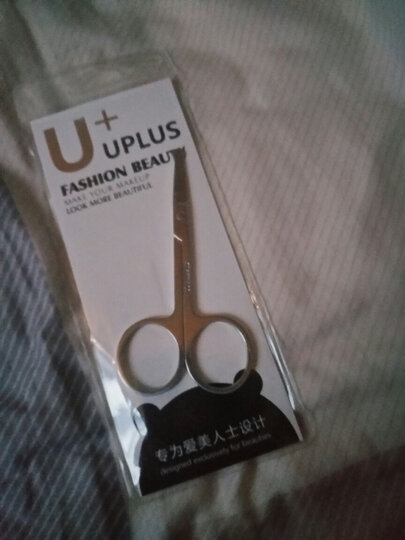 U+
UPLUS
FASHION BEAUTY
MAKE YOUR MAKEUP
LOOK MORE BEAUTIFUL
专为爱美人士设计
designed exclusively for beauties